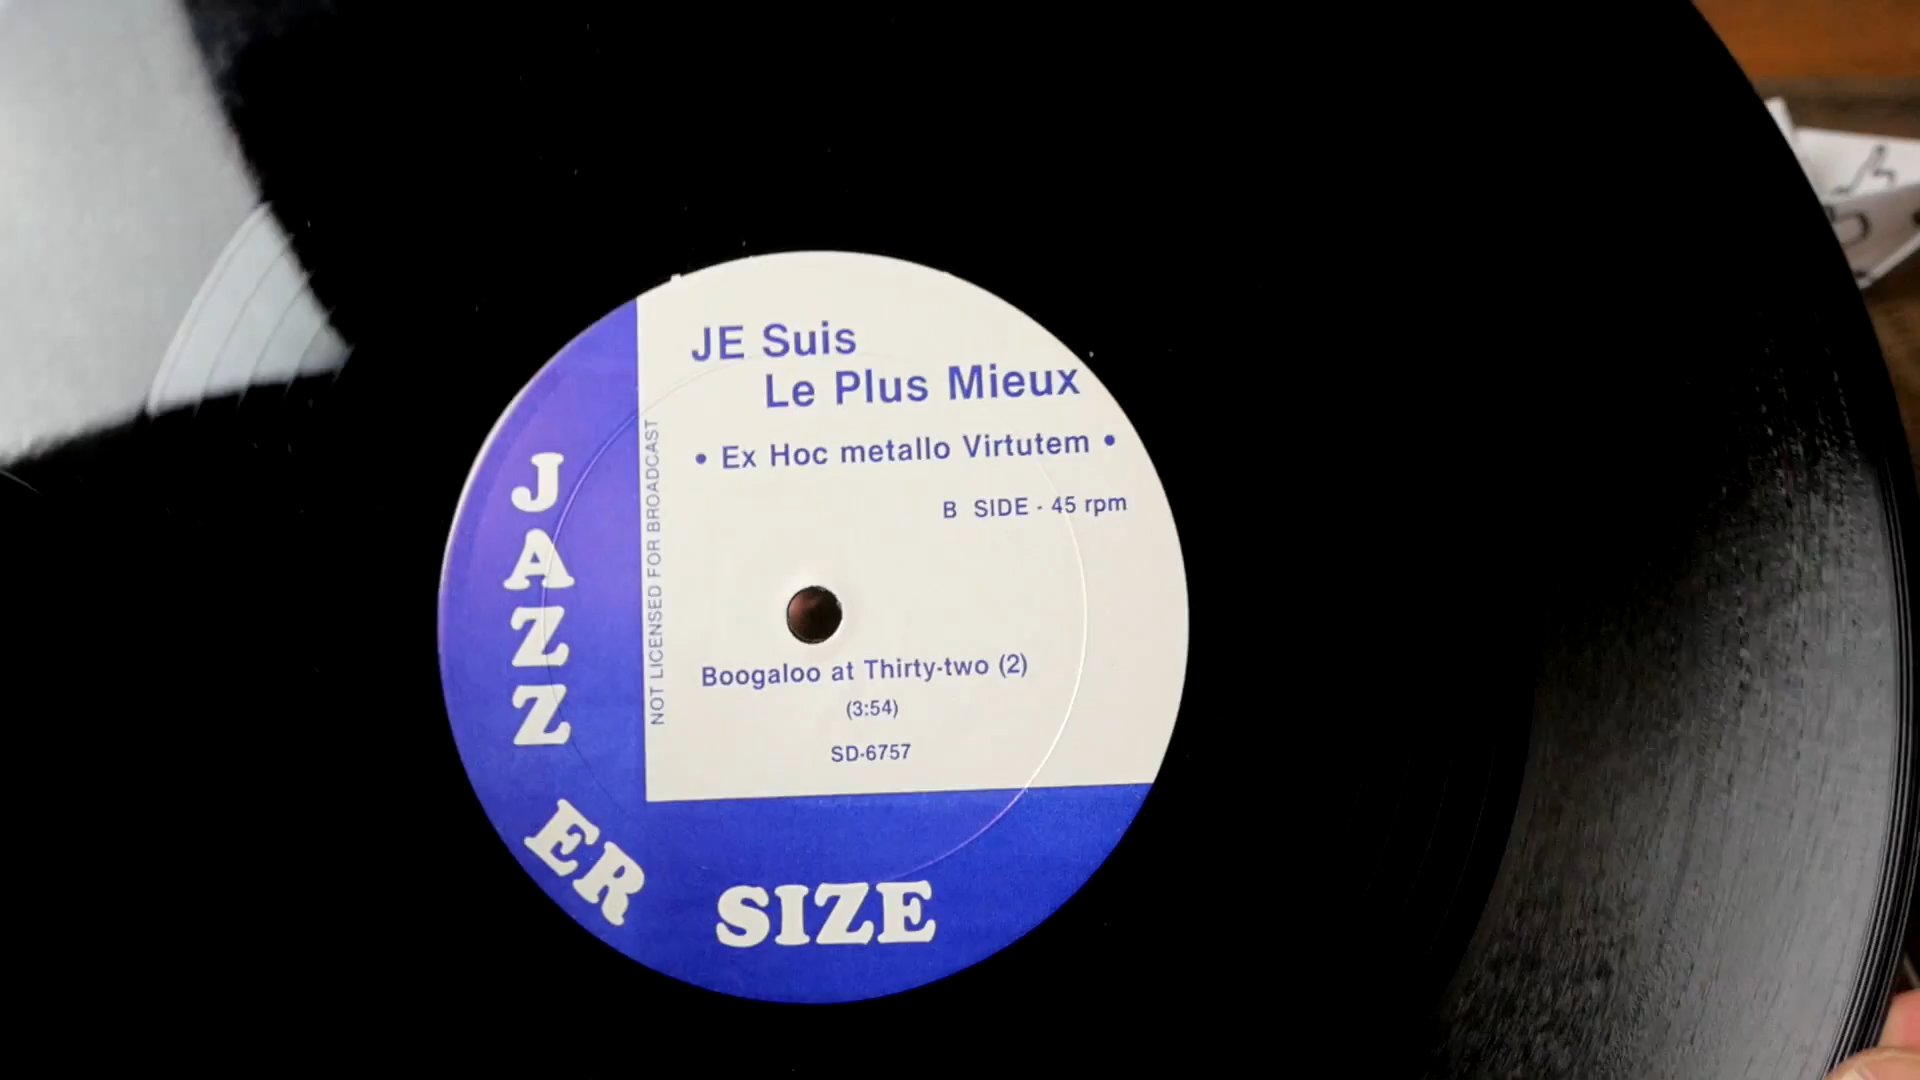 JE Suis
Le Plus Mieux
• Ex Hoc metallo Virtutem •
B SIDE - 45 rpm
NOT LICENSED FOR BROADCAST
Boogaloo at Thirty-two (2)
(3:54)
SD-6757
JAZZ ER SIZE